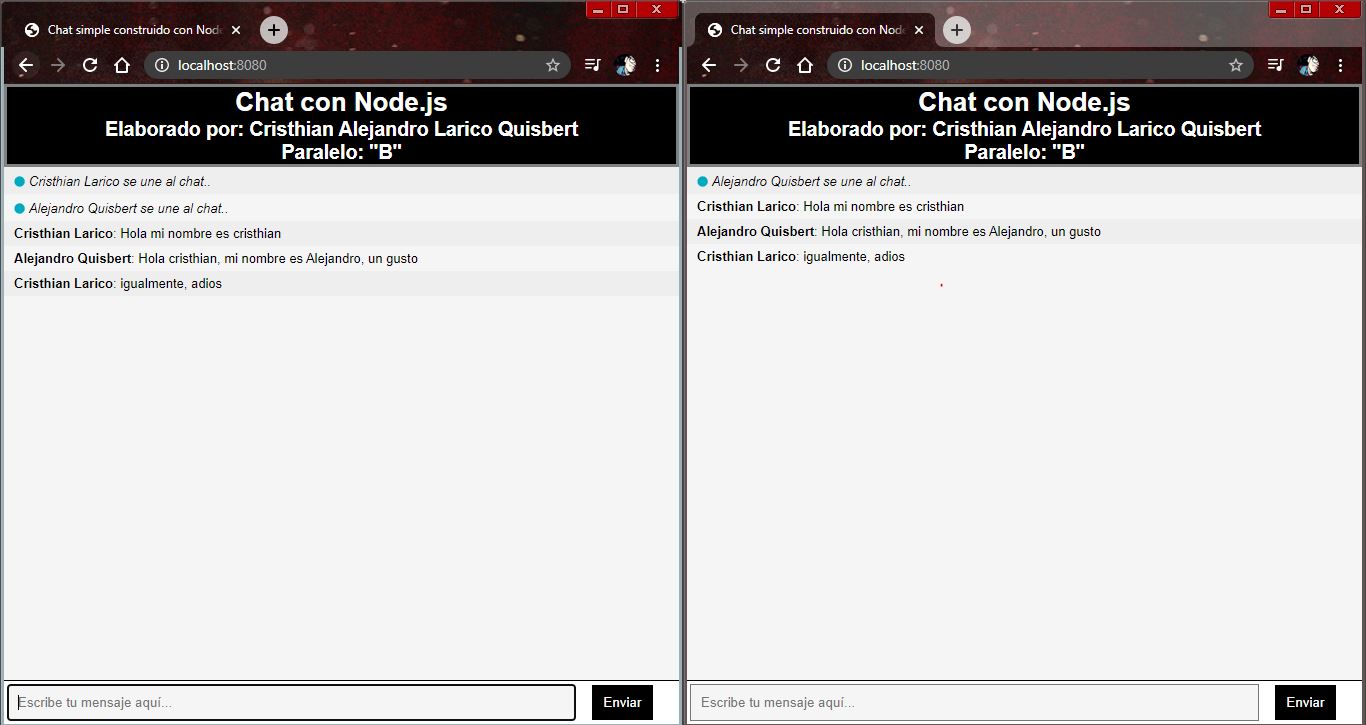 Chat simple construido con Node
localhost:8080
Chat con Node.js
Elaborado por: Cristhian Alejandro Larico Quisbert
Paralelo: "B"
Cristhian Larico se une al chat..
Alejandro Quisbert se une al chat..
Cristhian Larico: Hola mi nombre es cristhian
Alejandro Quisbert: Hola cristhian, mi nombre es Alejandro, un gusto
Cristhian Larico: igualmente, adios
Escribe tu mensaje aquí...
Enviar
Chat simple construido con Node
localhost:8080
Chat con Node.js
Elaborado por: Cristhian Alejandro Larico Quisbert
Paralelo: "B"
Alejandro Quisbert se une al chat..
Cristhian Larico: Hola mi nombre es cristhian
Alejandro Quisbert: Hola cristhian, mi nombre es Alejandro, un gusto
Cristhian Larico: igualmente, adios
Escribe tu mensaje aquí...
Enviar